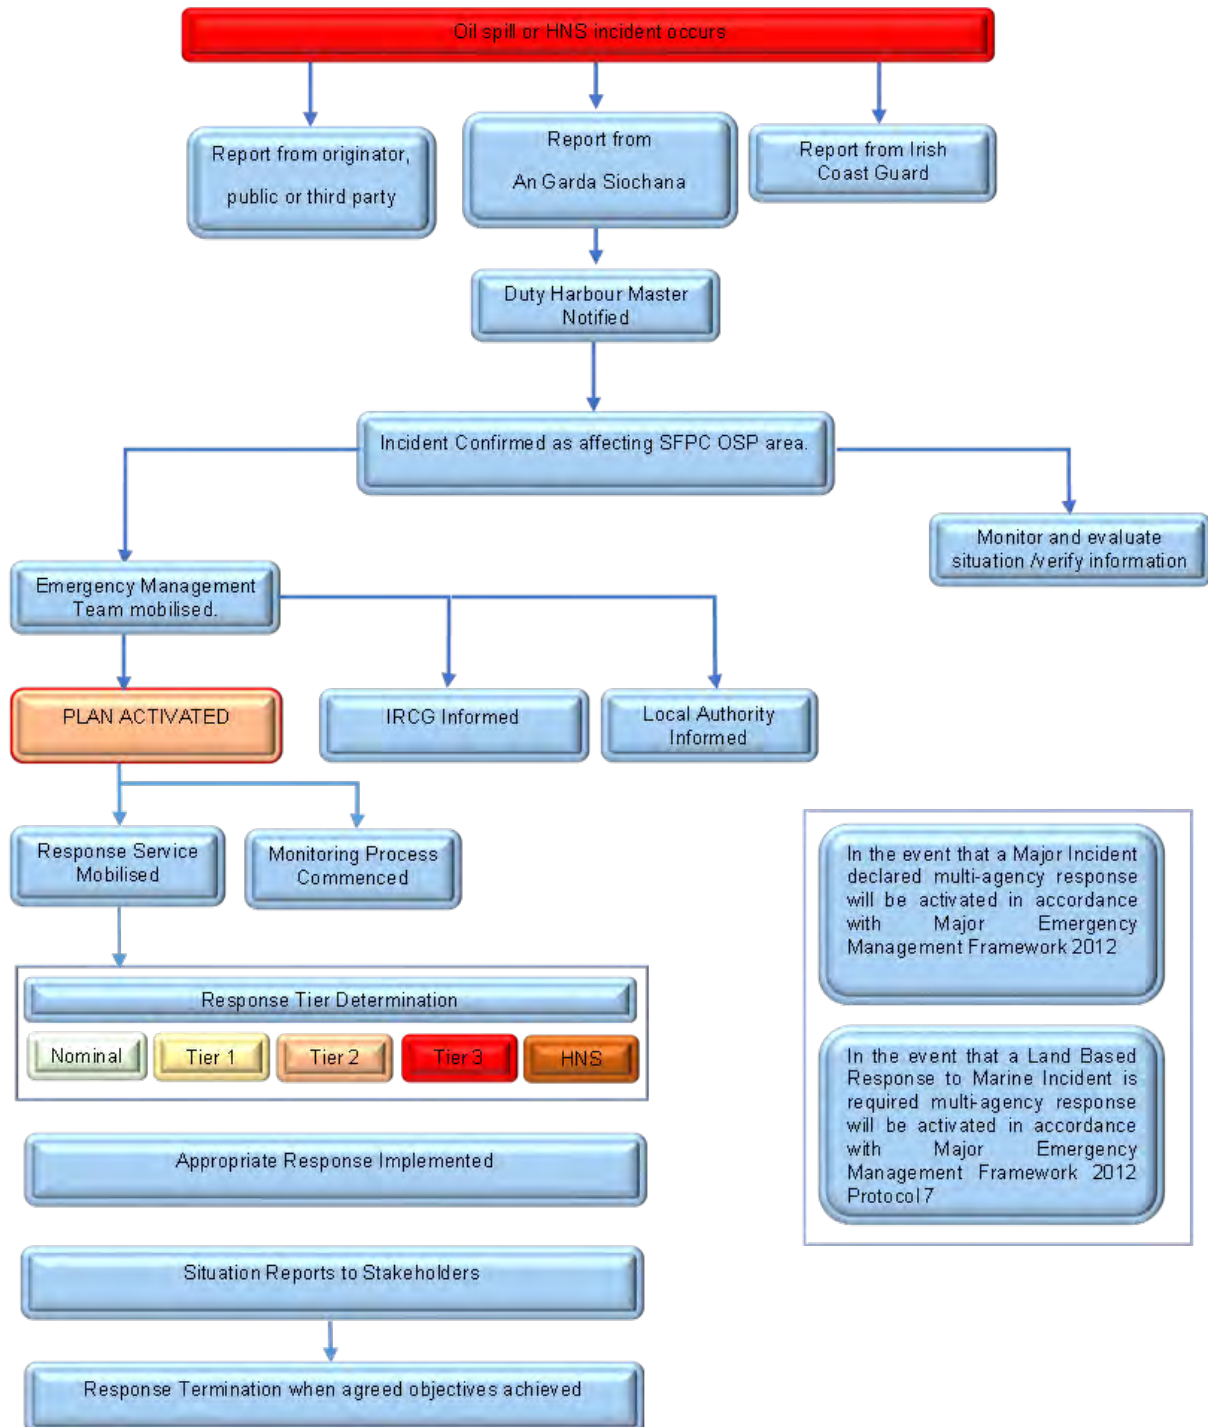 Oil spill or HNS incident occurs
Report from originator,
public or third party
Report from
An Garda Siochana
Report from Irish
Coast Guard
Duty Harbour Master
Notified
Incident Confirmed as affecting SFPC OSP area.
Monitor and evaluate
situation /verify information
Emergency Management
Team mobilised.
PLAN ACTIVATED
IRCG Informed
Local Authority
Informed
Response Service
Mobilised
Monitoring Process
Commenced
Response Tier Determination
Nominal
Tier 1
Tier 2
Tier 3
HNS
Appropriate Response Implemented
Situation Reports to Stakeholders
Response Termination when agreed objectives achieved
In the event that a Major Incident
declared multi-agency response
will be activated in accordance
with Major Emergency
Management Framework 2012
In the event that a Land Based
Response to Marine Incident is
required multi-agency response
will be activated in accordance
with Major Emergency
Management Framework 2012
Protocol 7